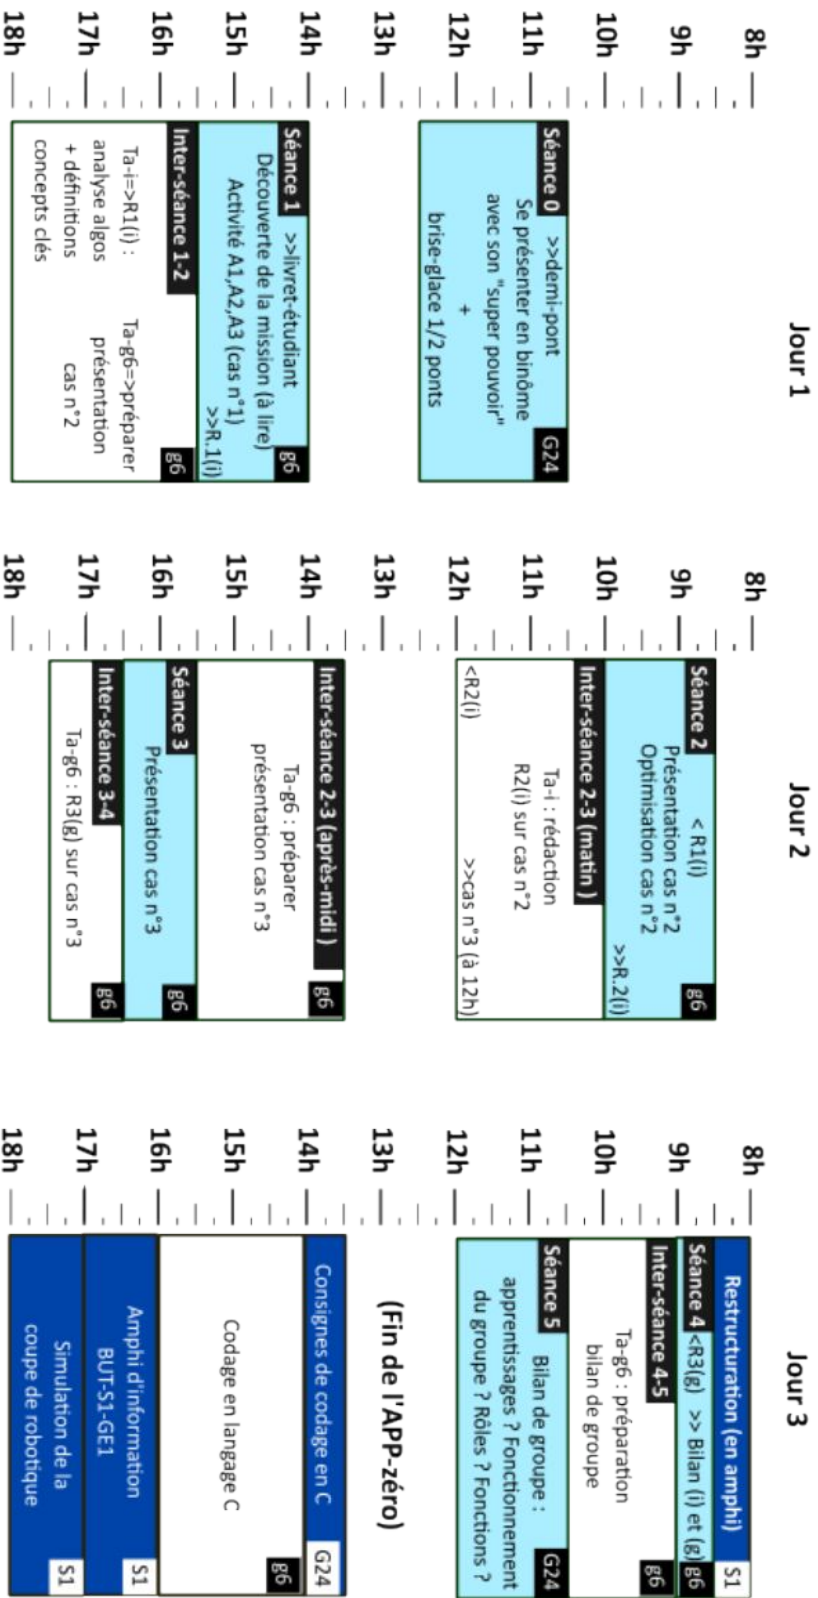 Jour 1
8h
9h
10h
11h
12h
13h
14h
15h
16h
17h
18h
Séance 0
>>demi-pont
G24
Se présenter en binôme
avec son "super pouvoir"
+
brise-glace 1/2 ponts
Séance 1
>>livret-étudiant
g6
Découverte de la mission (à lire)
Activité A1,A2,A3 (cas n°1)
>>R.1(i)
Inter-séance 1-2
g6
Ta-i=>R1(i) :
analyse algos
+ définitions
concepts clés
Ta-g6=>préparer
présentation
cas n°2
Jour 2
8h
9h
10h
11h
12h
13h
14h
15h
16h
17h
18h
Séance 2
< R1(i)
g6
Présentation cas n°2
Optimisation cas n°2
>>R.2(i)
Inter-séance 2-3 (matin )
Ta-i : rédaction
R2(i) sur cas n°2
<R2(i)
>>cas n°3 (à 12h)
Inter-séance 2-3 (après-midi )
g6
Ta-g6 : préparer
présentation cas n°3
Séance 3
g6
Présentation cas n°3
Inter-séance 3-4
g6
Ta-g6 : R3(g) sur cas n°3
Jour 3
8h
9h
10h
11h
12h
13h
14h
15h
16h
17h
18h
Restructuration (en amphi)
S1
Séance 4
<R3(g) >> Bilan (i) et (g)
g6
Inter-séance 4-5
g6
Ta-g6 : préparation
bilan de groupe
Séance 5
G24
Bilan de groupe :
apprentissages ? Fonctionnement
du groupe ? Rôles ? Fonctions ?
(Fin de l'APP-zéro)
Consignes de codage en C
G24
Codage en langage C
g6
Amphi d'information
BUT-S1-GE1
S1
Simulation de la
coupe de robotique
S1